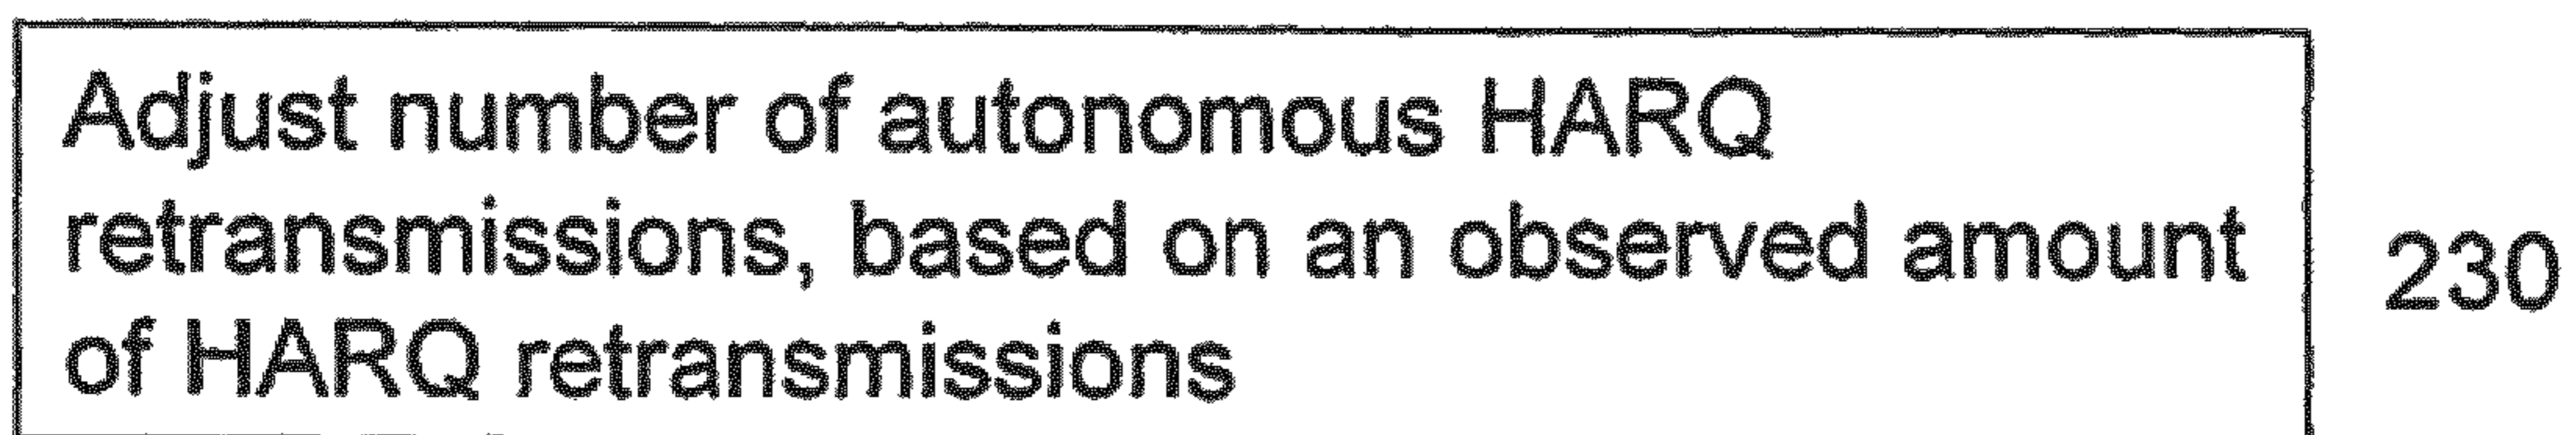 Adjust number of autonomous HARQ
retransmissions, based on an observed amount
of HARQ retransmissions
230